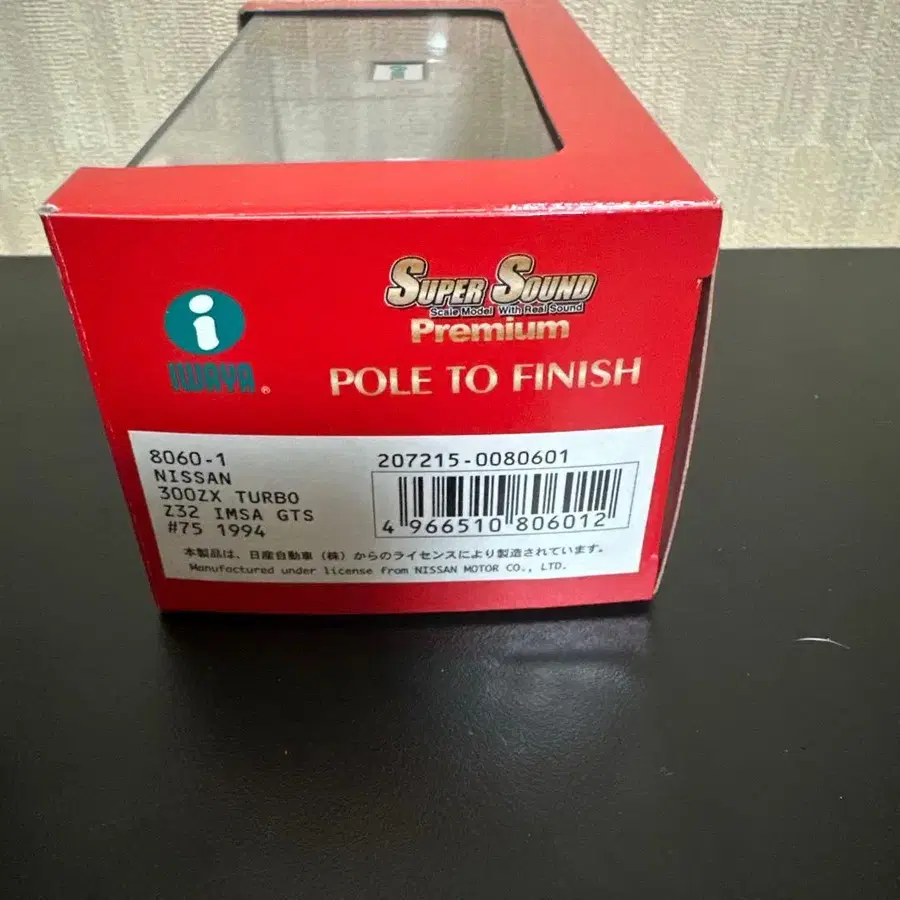 SUPER SOUND
Scale Model With Real Sound
Premium
i
IWAYA ®
POLE TO FINISH
8060-1
NISSAN
300ZX TURBO
Z32 IMSA GTS
#75 1994
207215-0080601
4 966510 806012
本製品は、日産自動車（株）からのライセンスにより製造されています。
Manufactured under license from NISSAN MOTOR CO., LTD.